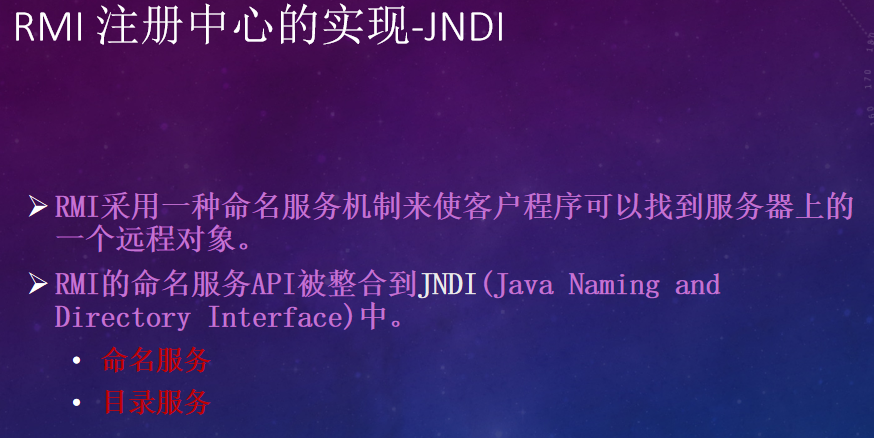 RMI 注册中心的实现-JNDI
RMI采用一种命名服务机制来使客户程序可以找到服务器上的
一个远程对象。
RMI的命名服务API被整合到JNDI(Java Naming and
Directory Interface)中。
命名服务
目录服务